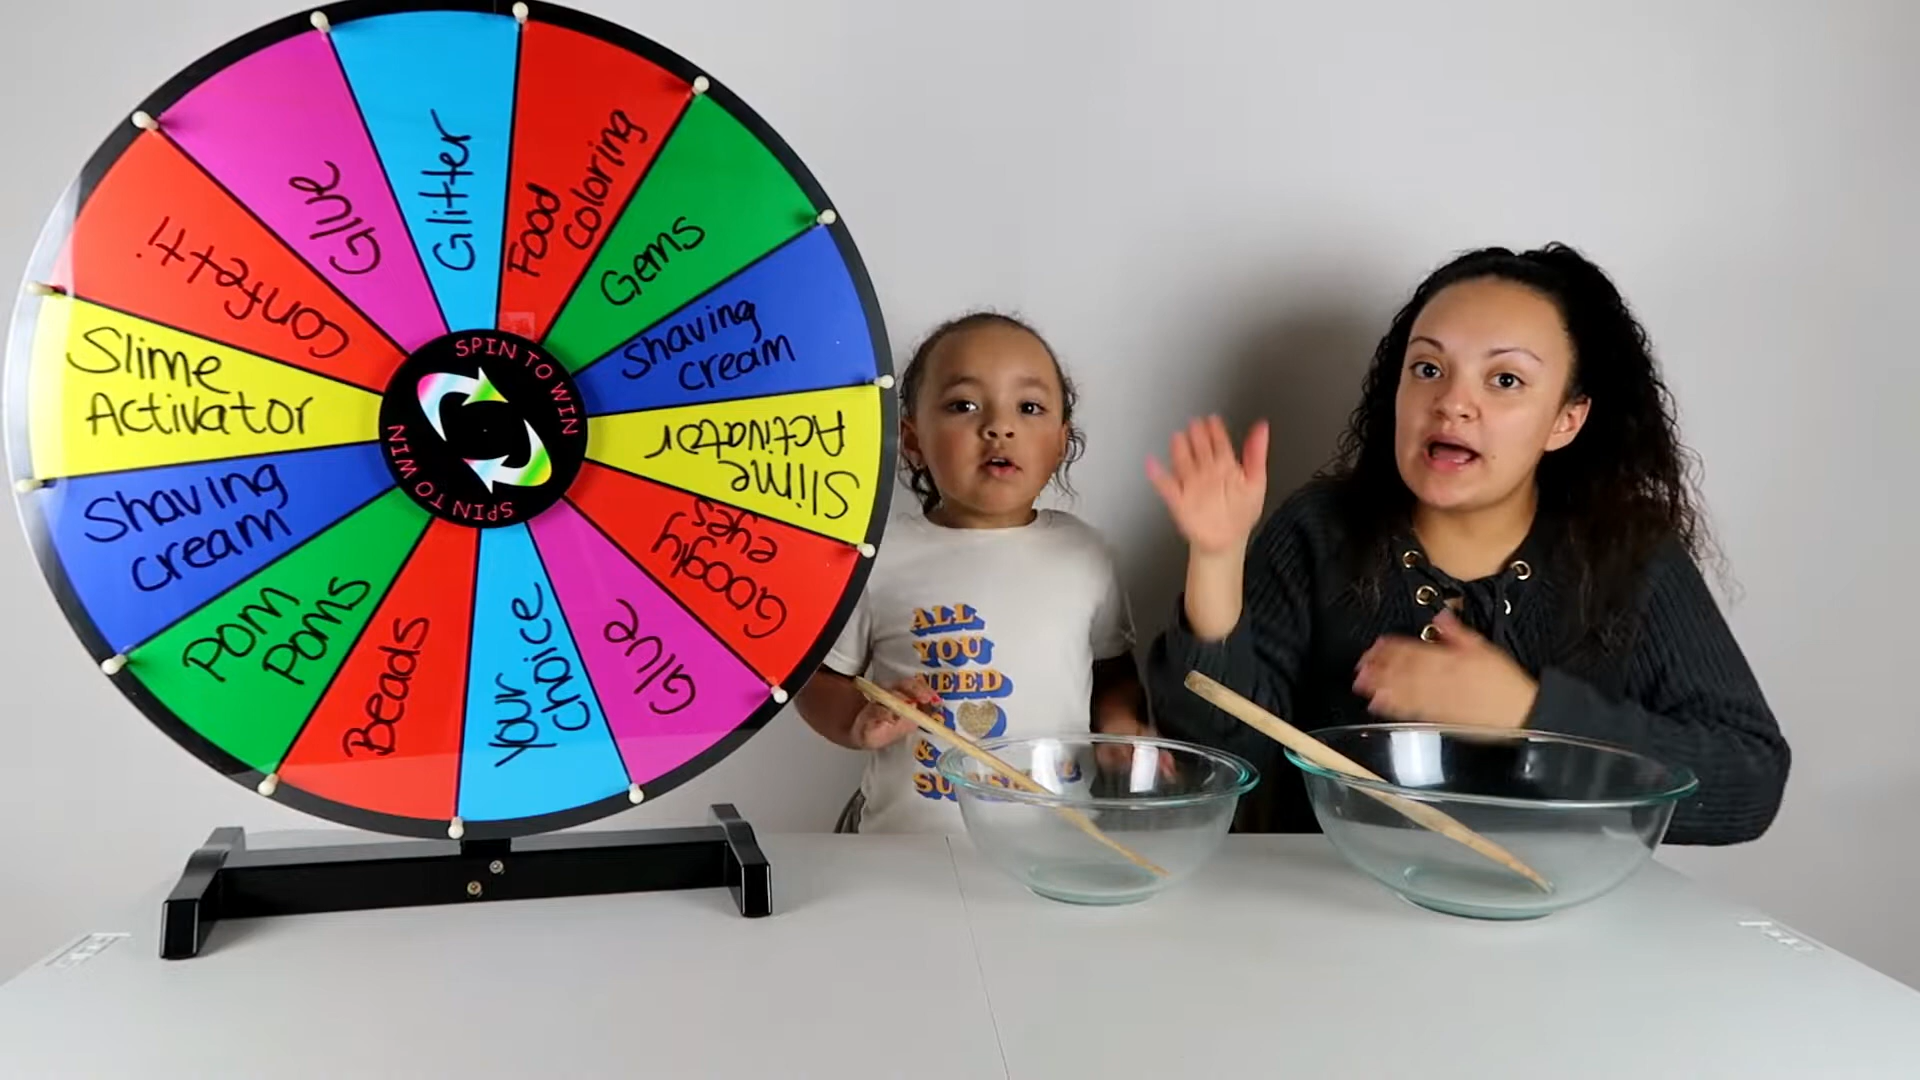 Glitter
Food
Coloring
Gems
Shaving
cream
Slime
Activator
Googly
eyes
Glue
Your
Choice
Beads
Pom
Poms
Shaving
cream
Slime
Activator
Confetti
Glue
SPIN TO WIN
SPIN TO WIN
ALL
YOU
NEED
&